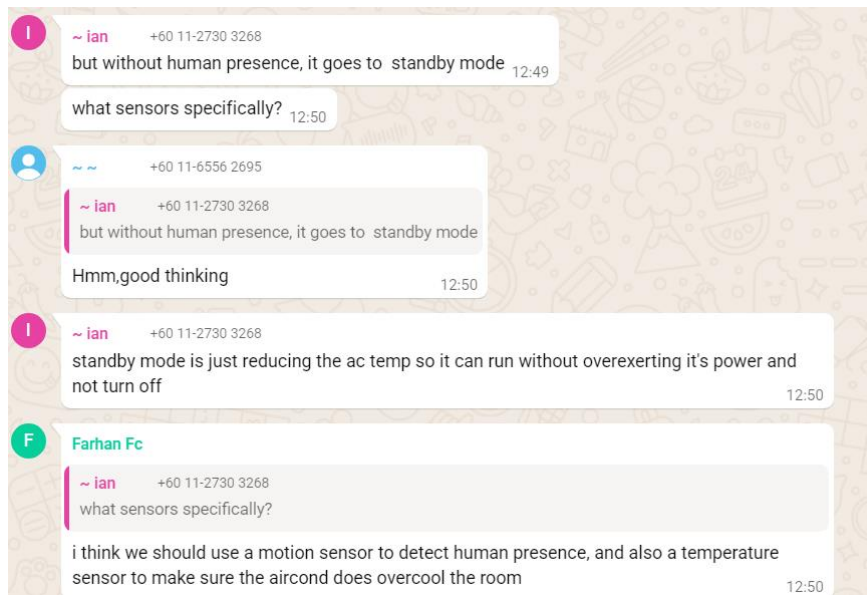 I
~ ian +60 11-2730 3268
but without human presence, it goes to standby mode 12:49
what sensors specifically? 12:50
~ ~ +60 11-6556 2695
~ ian +60 11-2730 3268
but without human presence, it goes to standby mode
Hmm,good thinking 12:50
I
~ ian +60 11-2730 3268
standby mode is just reducing the ac temp so it can run without overexerting it's power and
not turn off 12:50
F
Farhan Fc
~ ian +60 11-2730 3268
what sensors specifically?
i think we should use a motion sensor to detect human presence, and also a temperature
sensor to make sure the aircond does overcool the room 12:50